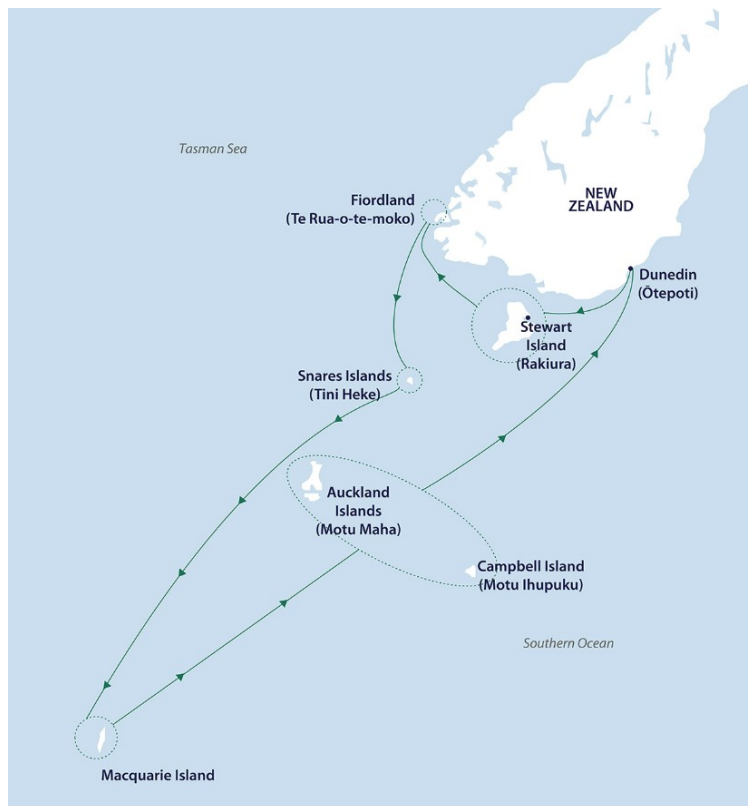 Tasman Sea
Fiordland
(Te Rua-o-te-moko)
NEW
ZEALAND
Dunedin
(Ōtepoti)
Stewart
Island
(Rakiura)
Snares Islands
(Tini Heke)
Auckland
Islands
(Motu Maha)
Campbell Island
(Motu Ihupuku)
Southern Ocean
Macquarie Island